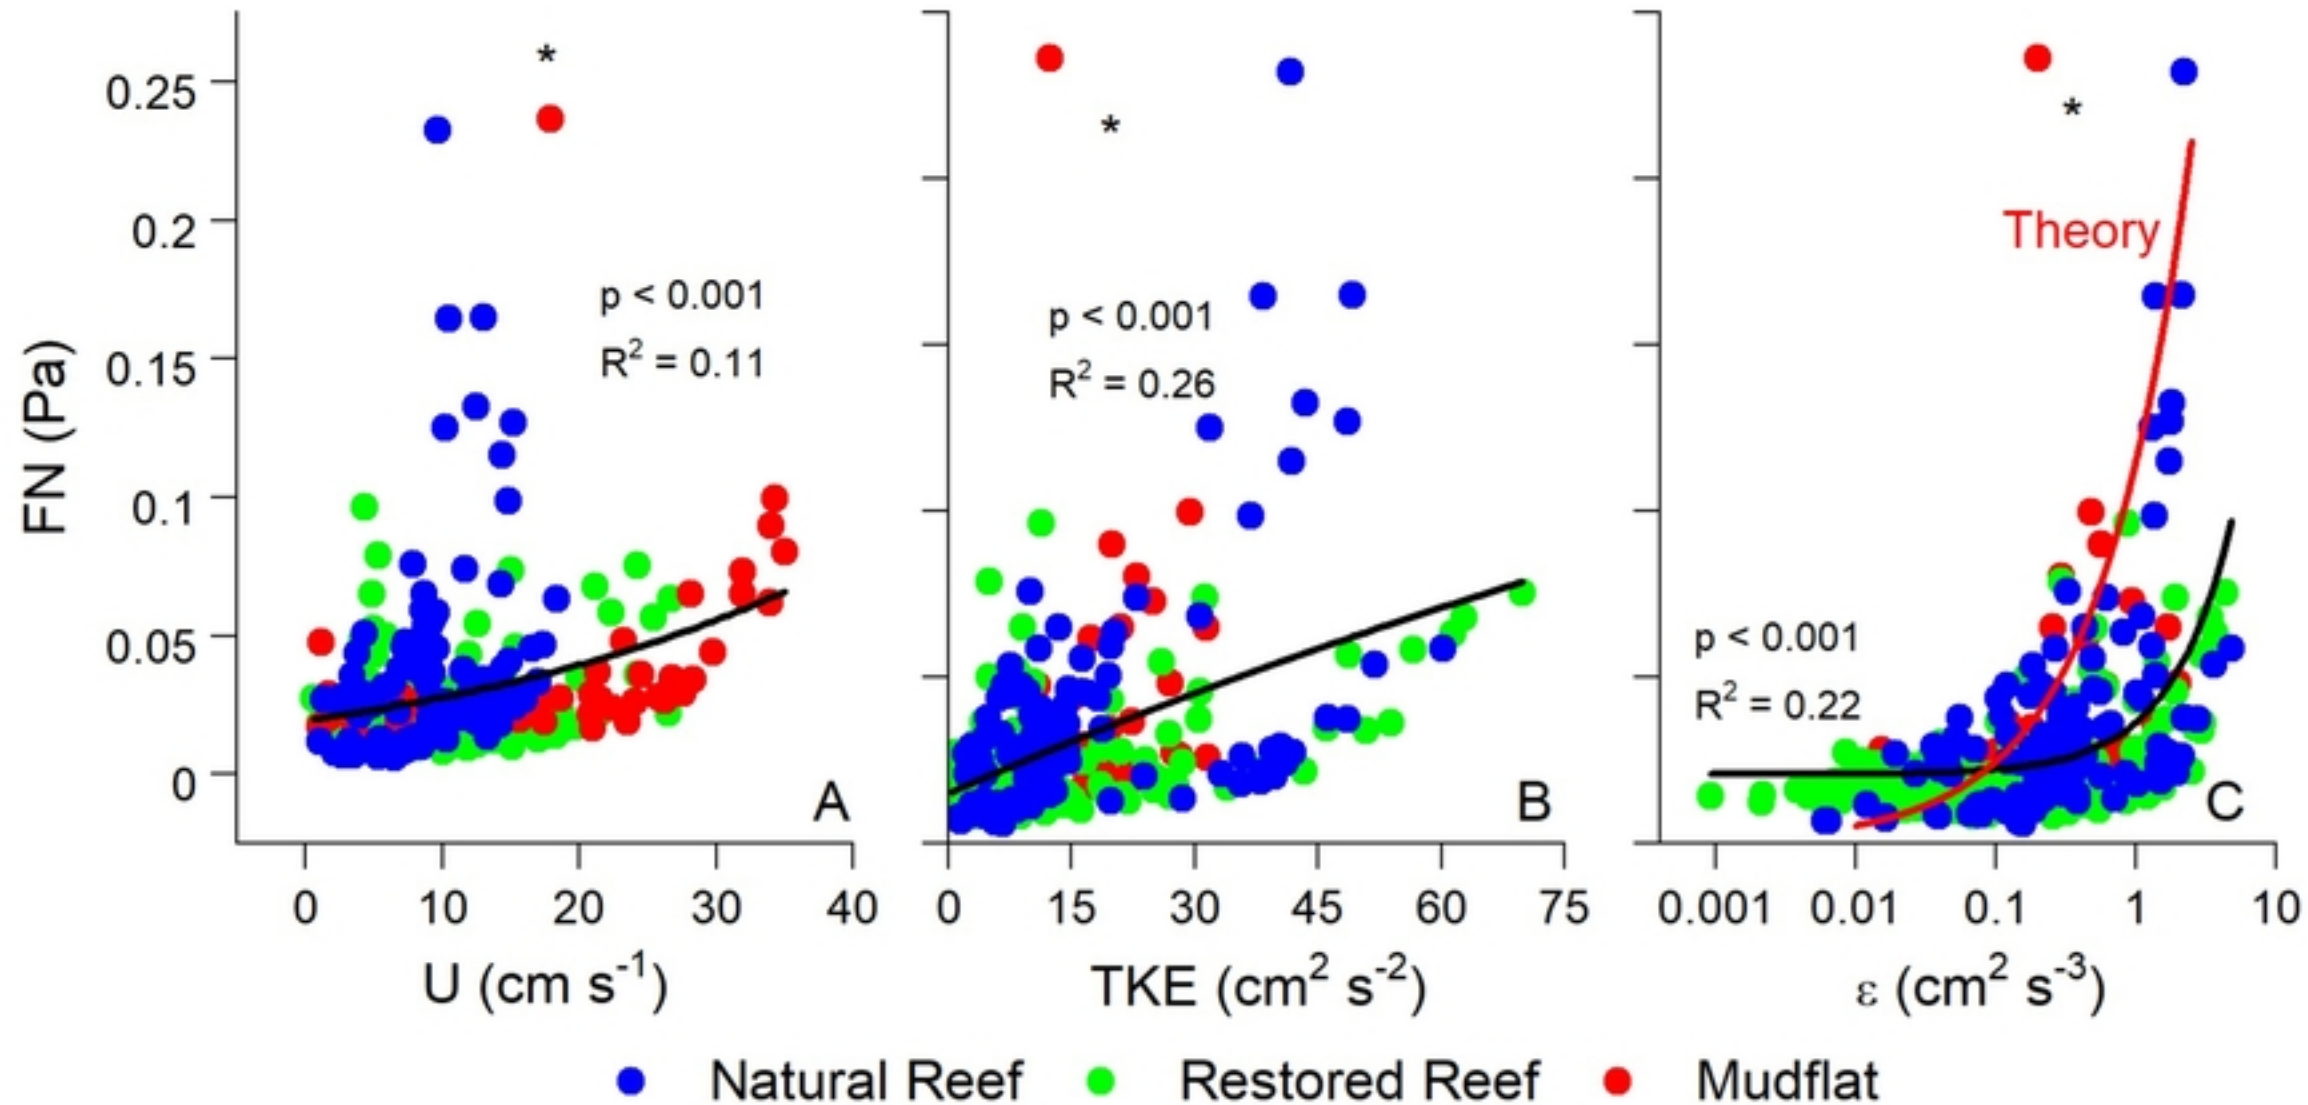 *
*
*
0.25
0.2
0.15
0.1
0.05
0
FN (Pa)
p < 0.001
R² = 0.11
p < 0.001
R² = 0.26
Theory
p < 0.001
R² = 0.22
A
B
C
0 10 20 30 40
0 15 30 45 60 75
0.001 0.01 0.1 1 10
U (cm s⁻¹)
TKE (cm² s⁻²)
ε (cm² s⁻³)
Natural Reef Restored Reef Mudflat